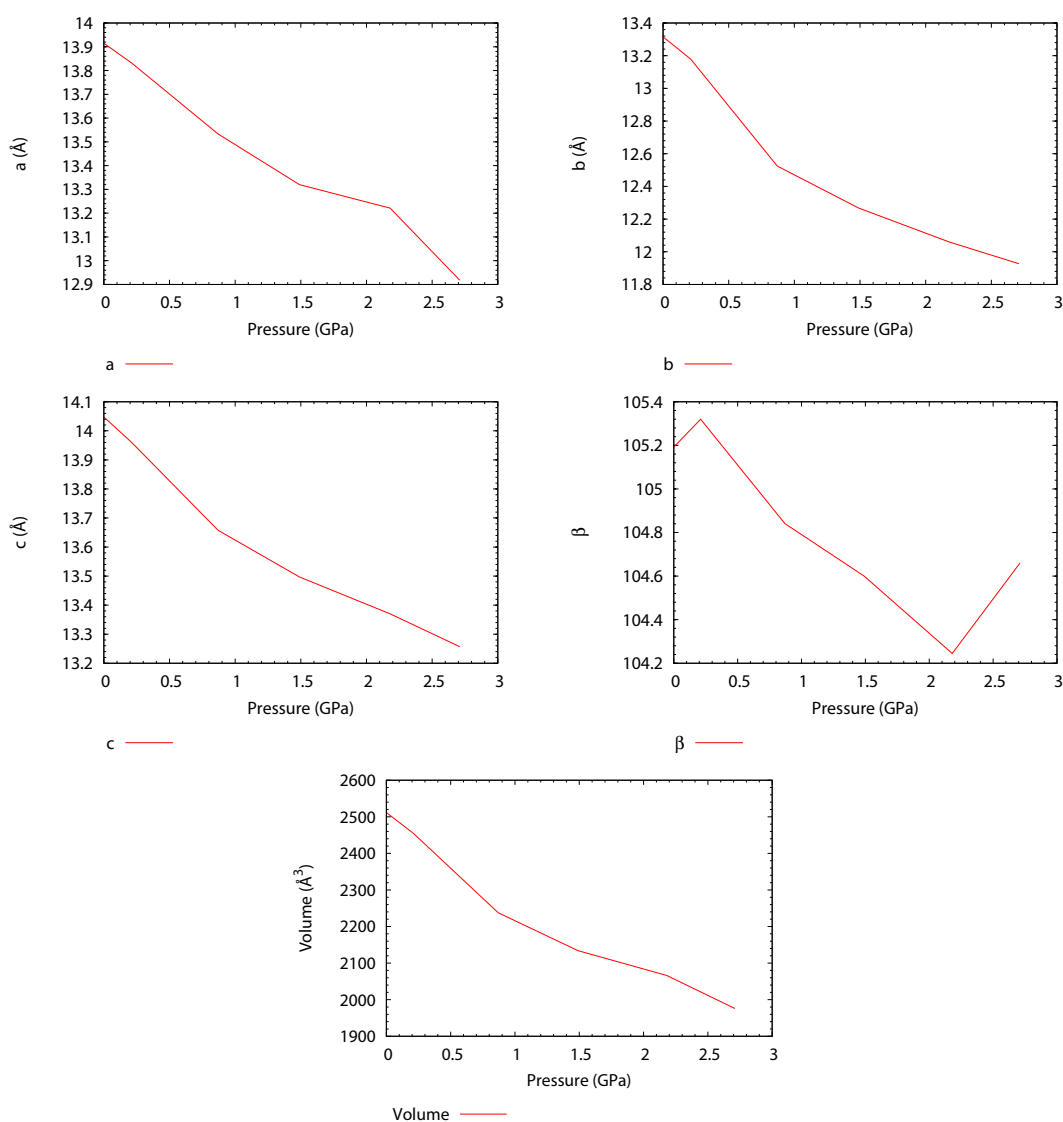 14
13.9
13.8
13.7
13.6
13.5
13.4
13.3
13.2
13.1
13
12.9
a (Å)
0 0.5 1 1.5 2 2.5 3
Pressure (GPa)
a
13.4
13.2
13
12.8
12.6
12.4
12.2
12
11.8
b (Å)
0 0.5 1 1.5 2 2.5 3
Pressure (GPa)
b
14.1
14
13.9
13.8
13.7
13.6
13.5
13.4
13.3
13.2
c (Å)
0 0.5 1 1.5 2 2.5 3
Pressure (GPa)
c
105.4
105.2
105
104.8
104.6
104.4
104.2
β
0 0.5 1 1.5 2 2.5 3
Pressure (GPa)
β
2600
2500
2400
2300
2200
2100
2000
1900
Volume (Å³)
0 0.5 1 1.5 2 2.5 3
Pressure (GPa)
Volume